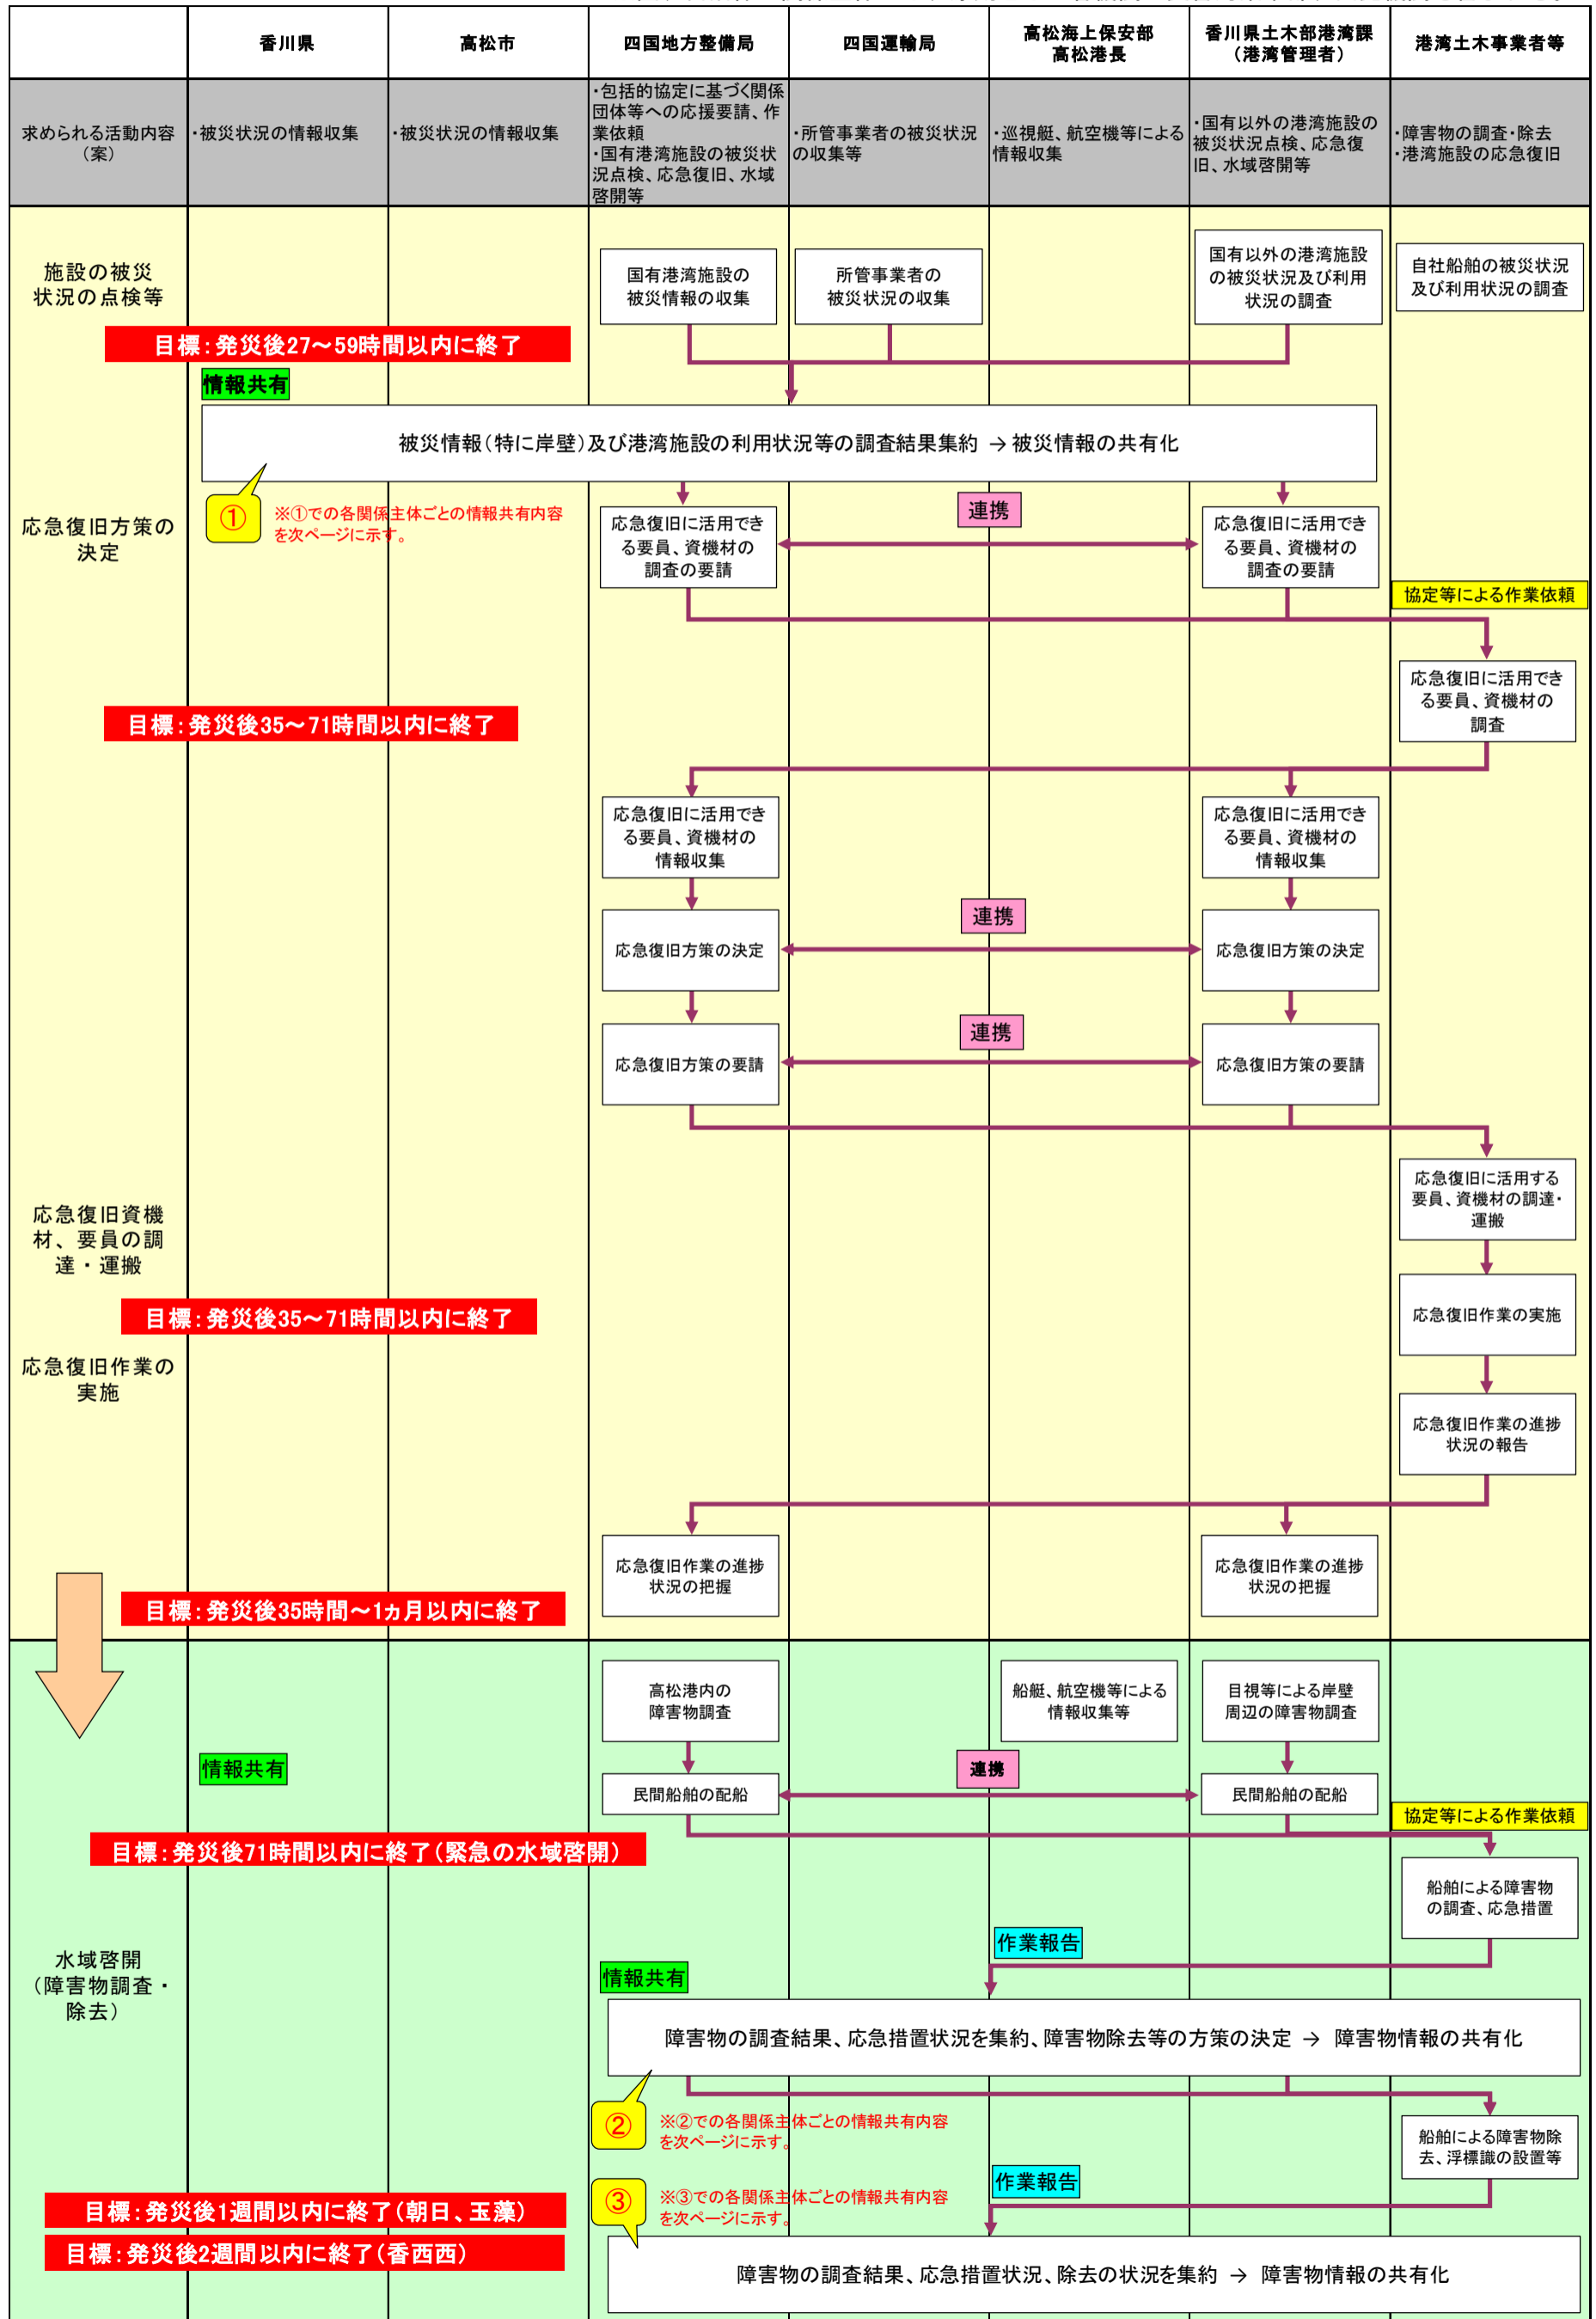 香川県
高松市
四国地方整備局
四国運輸局
高松海上保安部
高松港長
香川県土木部港湾課
（港湾管理者）
港湾土木事業者等
求められる活動内容
（案）
・被災状況の情報収集
・被災状況の情報収集
・包括的協定に基づく関係
団体等への応援要請、作
業依頼
・国有港湾施設の被災状
況点検、応急復旧、水域
啓開等
・所管事業者の被災状況
の収集等
・巡視艇、航空機等による
情報収集
・国有以外の港湾施設の
被災状況点検、応急復
旧、水域啓開等
・障害物の調査・除去
・港湾施設の応急復旧
施設の被災
状況の点検等
国有港湾施設の
被災情報の収集
所管事業者の
被災状況の収集
国有以外の港湾施設
の被災状況及び利用
状況の調査
自社船舶の被災状況
及び利用状況の調査
目標：発災後27～59時間以内に終了
情報共有
被災情報（特に岸壁）及び港湾施設の利用状況等の調査結果集約 → 被災情報の共有化
①
※①での各関係主体ごとの情報共有内容
を次ページに示す。
応急復旧方策の
決定
応急復旧に活用でき
る要員、資機材の
調査の要請
連携
応急復旧に活用でき
る要員、資機材の
調査の要請
協定等による作業依頼
応急復旧に活用でき
る要員、資機材の
調査
目標：発災後35～71時間以内に終了
応急復旧に活用でき
る要員、資機材の
情報収集
応急復旧に活用でき
る要員、資機材の
情報収集
連携
応急復旧方策の決定
応急復旧方策の決定
連携
応急復旧方策の要請
応急復旧方策の要請
応急復旧に活用する
要員、資機材の調達・
運搬
応急復旧資機
材、要員の調
達・運搬
目標：発災後35～71時間以内に終了
応急復旧作業の実施
応急復旧作業の
実施
応急復旧作業の進捗
状況の報告
応急復旧作業の進捗
状況の把握
応急復旧作業の進捗
状況の把握
目標：発災後35時間～1ヵ月以内に終了
高松港内の
障害物調査
船艇、航空機等による
情報収集等
目視等による岸壁
周辺の障害物調査
情報共有
連携
民間船舶の配船
民間船舶の配船
協定等による作業依頼
目標：発災後71時間以内に終了（緊急の水域啓開）
船舶による障害物
の調査、応急措置
作業報告
水域啓開
（障害物調査・
除去）
情報共有
障害物の調査結果、応急措置状況を集約、障害物除去等の方策の決定 → 障害物情報の共有化
②
※②での各関係主体ごとの情報共有内容
を次ページに示す。
船舶による障害物除
去、浮標識の設置等
作業報告
③
※③での各関係主体ごとの情報共有内容
を次ページに示す。
目標：発災後1週間以内に終了（朝日、玉藻）
目標：発災後2週間以内に終了（香西西）
障害物の調査結果、応急措置状況、除去の状況を集約 → 障害物情報の共有化